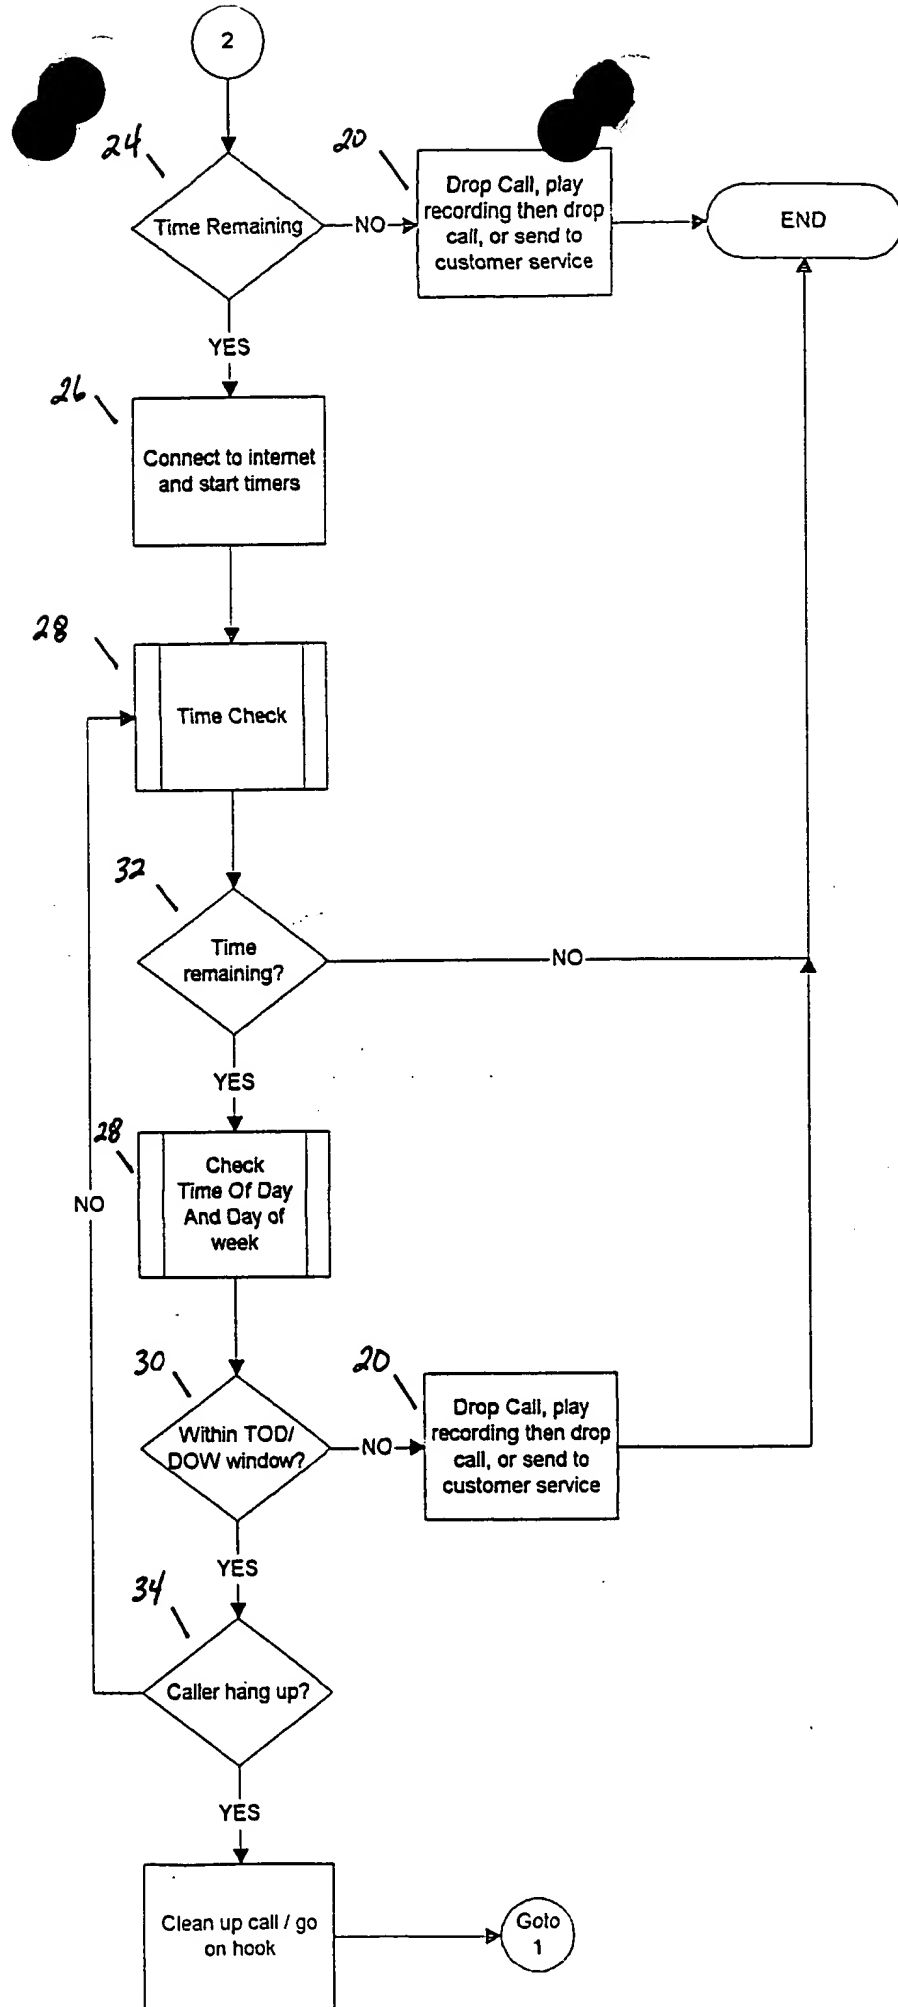 2
24
20
Time Remaining
NO
Drop Call, play
recording then drop
call, or send to
customer service
END
YES
26
Connect to internet
and start timers
28
Time Check
32
Time
remaining?
NO
YES
28
Check
Time Of Day
And Day of
week
NO
30
20
Within TOD/
DOW window?
NO
Drop Call, play
recording then drop
call, or send to
customer service
YES
34
Caller hang up?
YES
Clean up call / go
on hook
Goto
1